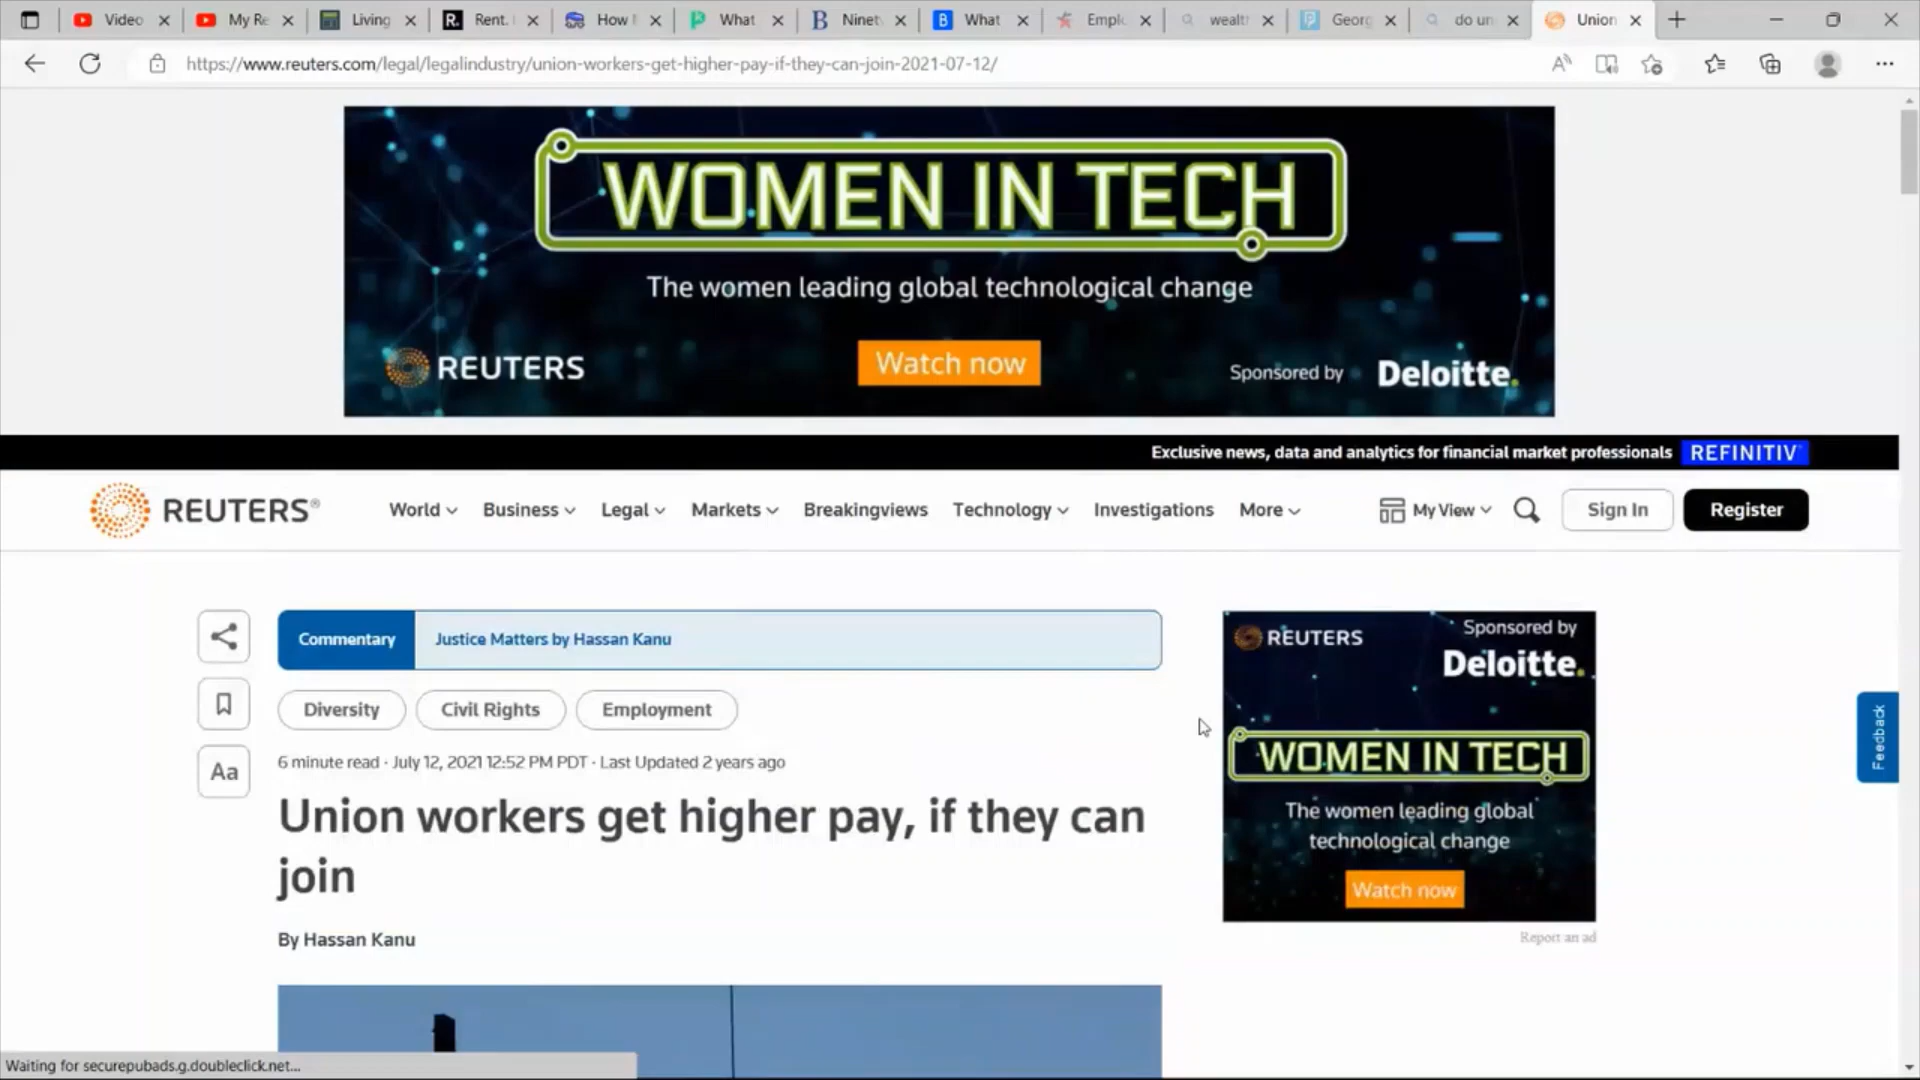 Video
My Re
Living
Rent.
How
What
Ninet
What
Emplo
wealth
Georg
do un
Union
https://www.reuters.com/legal/legalindustry/union-workers-get-higher-pay-if-they-can-join-2021-07-12/
WOMEN IN TECH
The women leading global technological change
REUTERS
Watch now
Sponsored by Deloitte.
Exclusive news, data and analytics for financial market professionals REFINITIV
REUTERS® World Business Legal Markets Breakingviews Technology Investigations More My View Sign In Register
Commentary Justice Matters by Hassan Kanu
Diversity Civil Rights Employment
6 minute read · July 12, 2021 12:52 PM PDT · Last Updated 2 years ago
Union workers get higher pay, if they can
join
By Hassan Kanu
Aa
REUTERS Sponsored by
Deloitte.
WOMEN IN TECH
The women leading global
technological change
Watch now
Report an ad
Feedback
Waiting for securepubads.g.doubleclick.net...